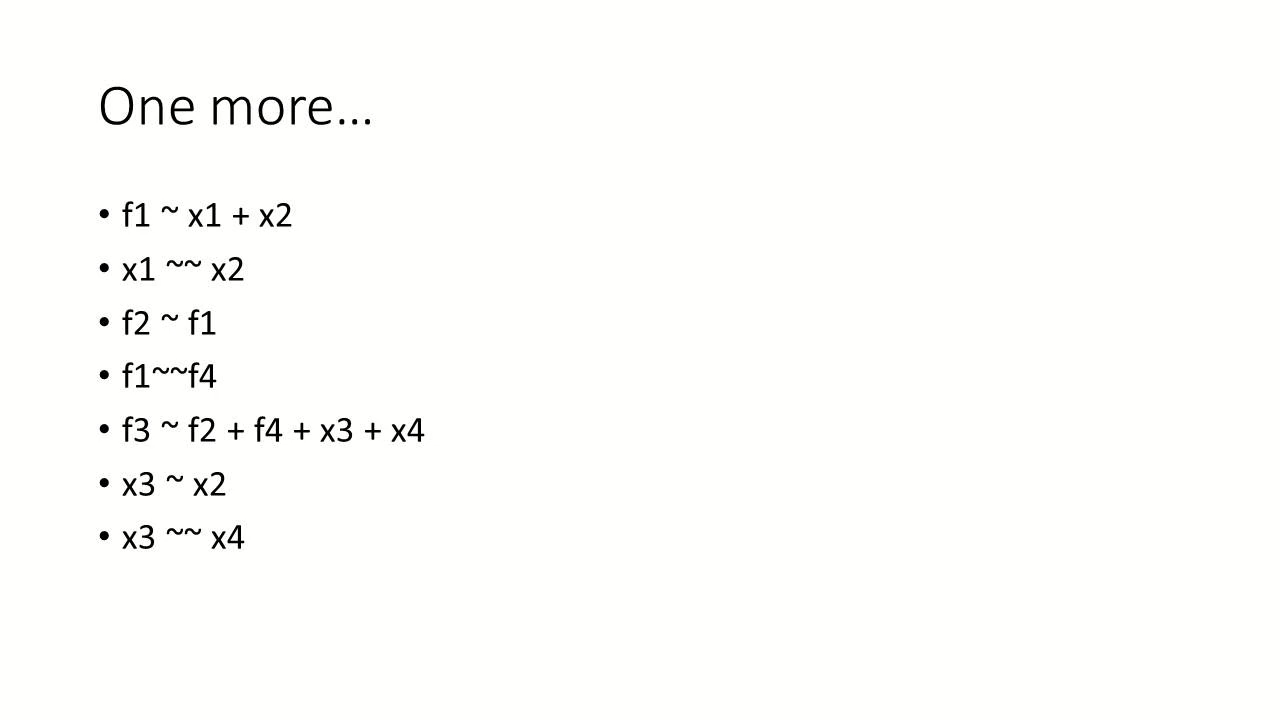 One more...
• f1 ~ x1 + x2
• x1 ~~ x2
• f2 ~ f1
• f1~~f4
• f3 ~ f2 + f4 + x3 + x4
• x3 ~ x2
• x3 ~~ x4